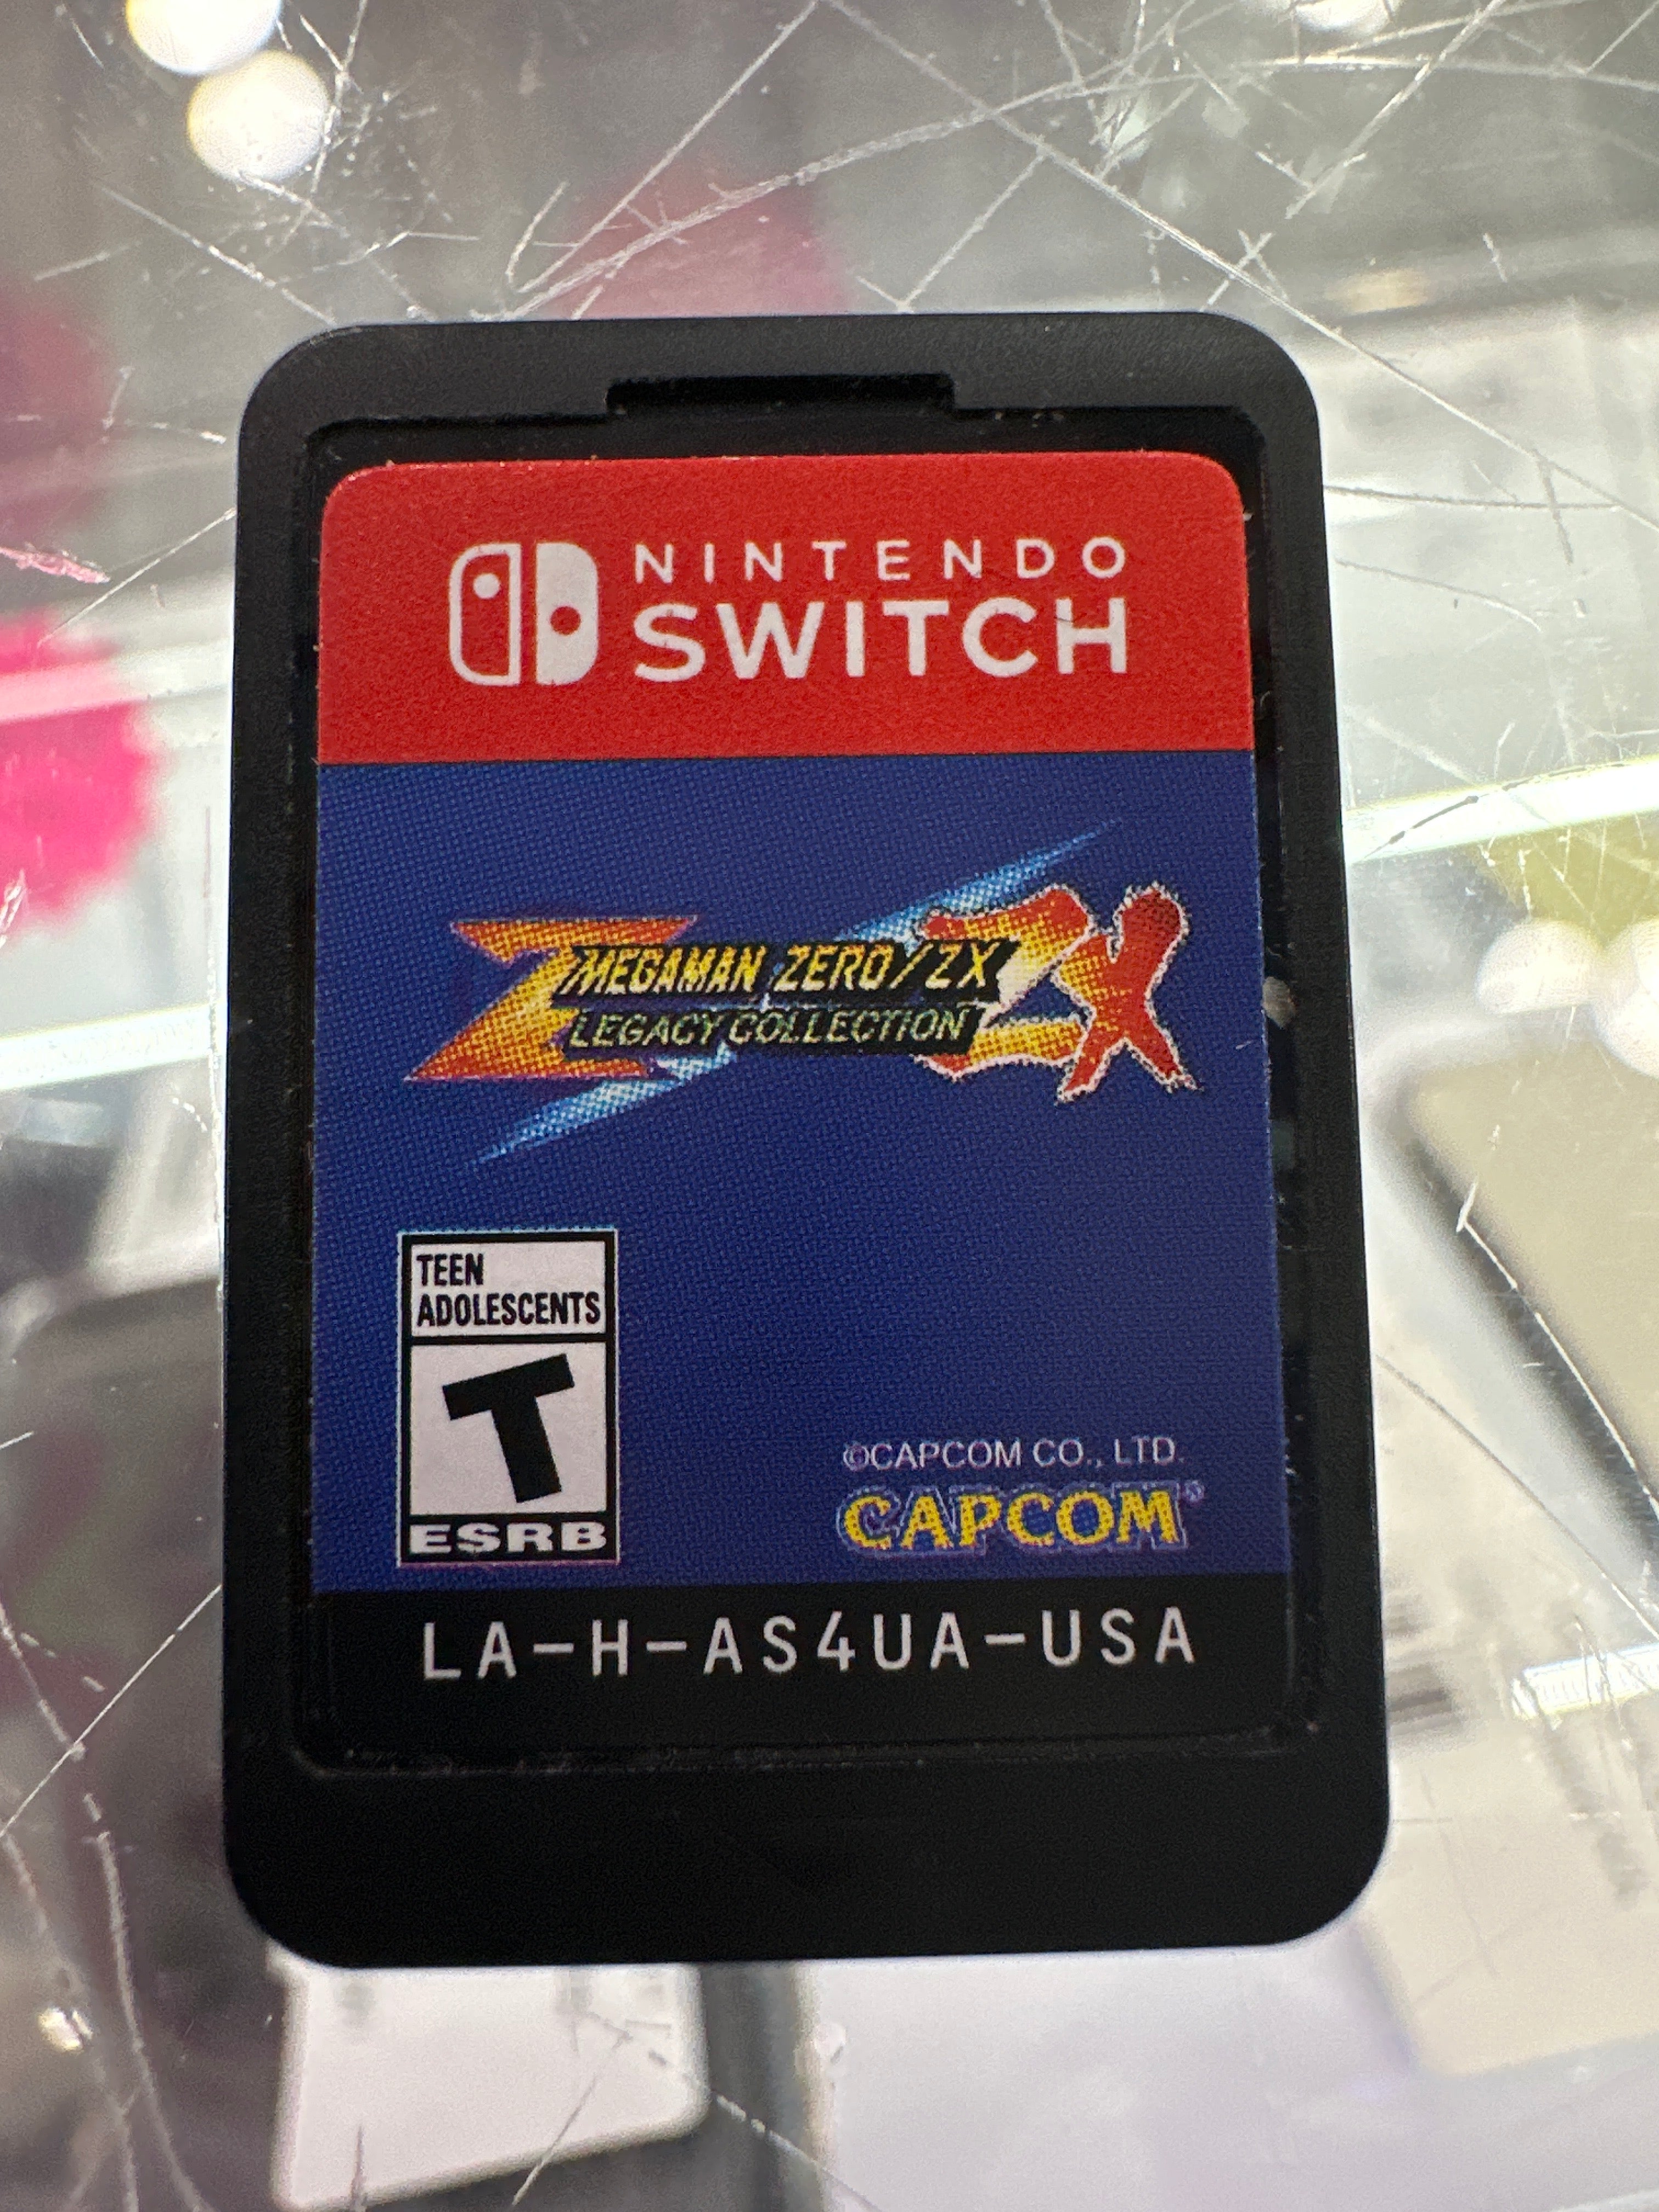 NINTENDO
SWITCH
MEGAMAN ZERO/ZX
LEGACY COLLECTION
TEEN
ADOLESCENTS
T
ESRB
©CAPCOM CO., LTD.
CAPCOM®
LA-H-AS4UA-USA